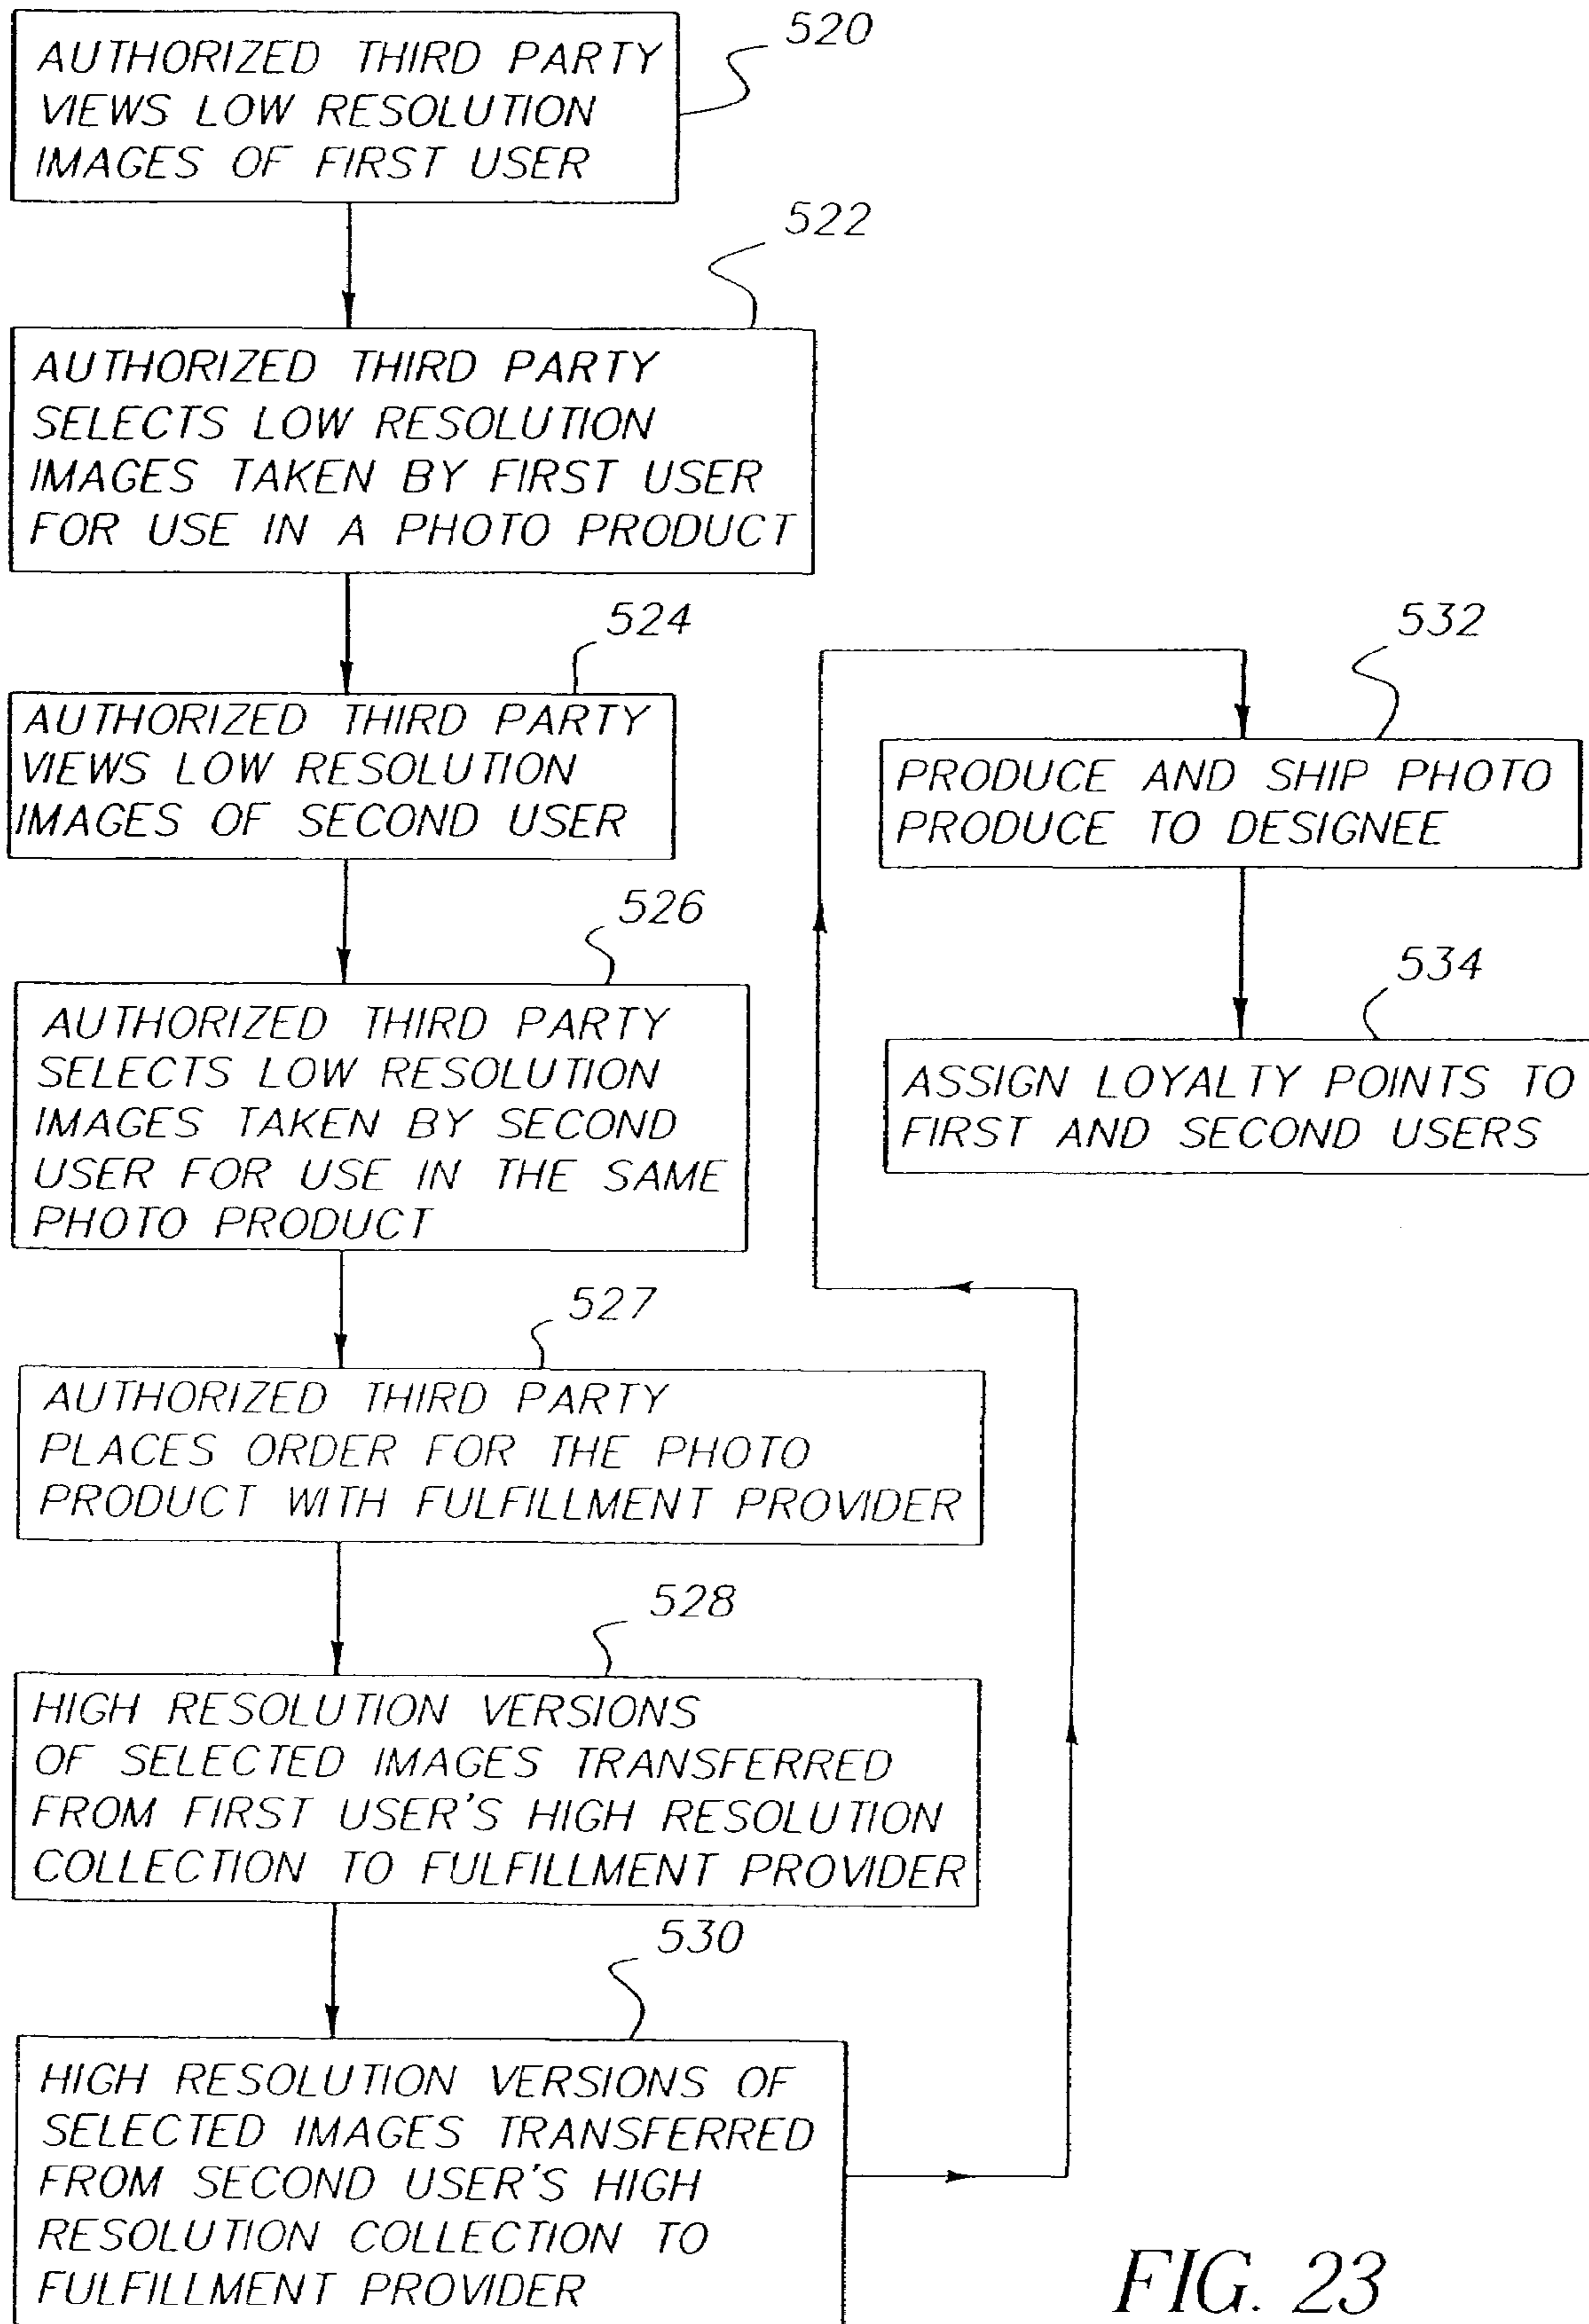 520
AUTHORIZED THIRD PARTY
VIEWS LOW RESOLUTION
IMAGES OF FIRST USER
522
AUTHORIZED THIRD PARTY
SELECTS LOW RESOLUTION
IMAGES TAKEN BY FIRST USER
FOR USE IN A PHOTO PRODUCT
524
AUTHORIZED THIRD PARTY
VIEWS LOW RESOLUTION
IMAGES OF SECOND USER
526
AUTHORIZED THIRD PARTY
SELECTS LOW RESOLUTION
IMAGES TAKEN BY SECOND
USER FOR USE IN THE SAME
PHOTO PRODUCT
527
AUTHORIZED THIRD PARTY
PLACES ORDER FOR THE PHOTO
PRODUCT WITH FULFILLMENT PROVIDER
528
HIGH RESOLUTION VERSIONS
OF SELECTED IMAGES TRANSFERRED
FROM FIRST USER'S HIGH RESOLUTION
COLLECTION TO FULFILLMENT PROVIDER
530
HIGH RESOLUTION VERSIONS OF
SELECTED IMAGES TRANSFERRED
FROM SECOND USER'S HIGH
RESOLUTION COLLECTION TO
FULFILLMENT PROVIDER
532
PRODUCE AND SHIP PHOTO
PRODUCE TO DESIGNEE
534
ASSIGN LOYALTY POINTS TO
FIRST AND SECOND USERS
FIG. 23